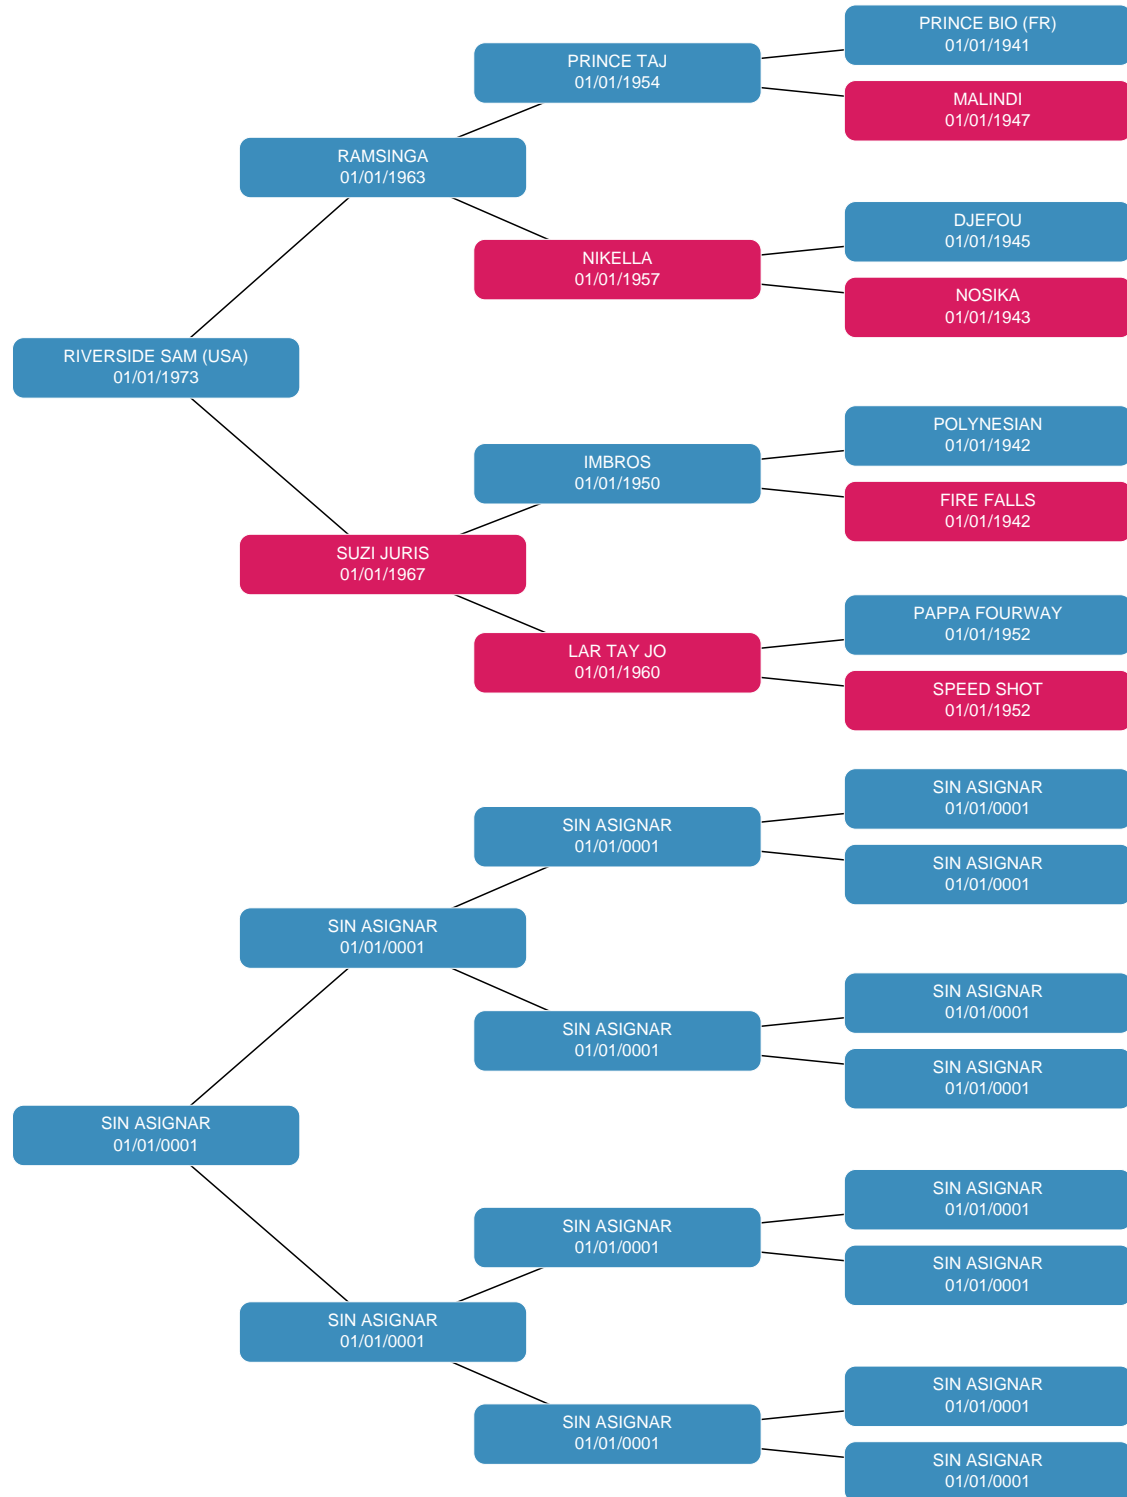 PRINCE BIO (FR)
01/01/1941
PRINCE TAJ
01/01/1954
MALINDI
01/01/1947
RAMSINGA
01/01/1963
DJEFOU
01/01/1945
NIKELLA
01/01/1957
NOSIKA
01/01/1943
RIVERSIDE SAM (USA)
01/01/1973
POLYNESIAN
01/01/1942
IMBROS
01/01/1950
FIRE FALLS
01/01/1942
SUZI JURIS
01/01/1967
PAPPA FOURWAY
01/01/1952
LAR TAY JO
01/01/1960
SPEED SHOT
01/01/1952
SIN ASIGNAR
01/01/0001
SIN ASIGNAR
01/01/0001
SIN ASIGNAR
01/01/0001
SIN ASIGNAR
01/01/0001
SIN ASIGNAR
01/01/0001
SIN ASIGNAR
01/01/0001
SIN ASIGNAR
01/01/0001
SIN ASIGNAR
01/01/0001
SIN ASIGNAR
01/01/0001
SIN ASIGNAR
01/01/0001
SIN ASIGNAR
01/01/0001
SIN ASIGNAR
01/01/0001
SIN ASIGNAR
01/01/0001
SIN ASIGNAR
01/01/0001
SIN ASIGNAR
01/01/0001